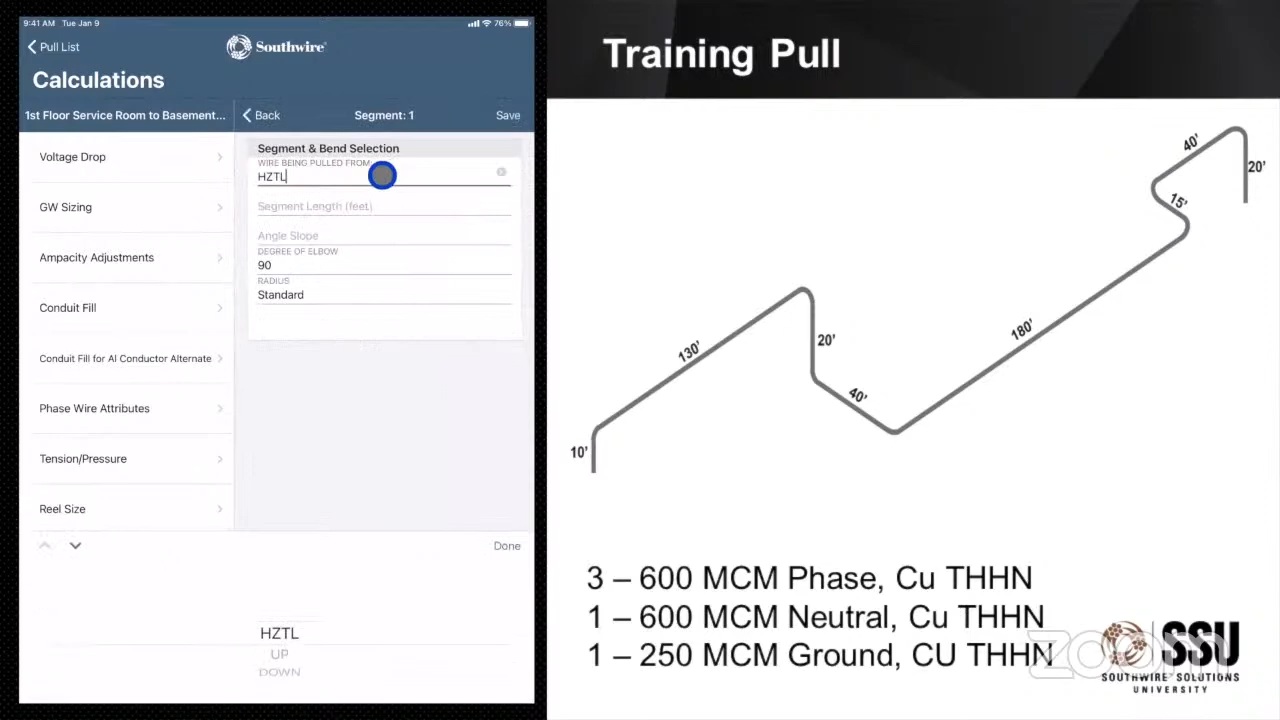 9:41 AM Tue Jan 9
76%
Pull List
Southwire
Calculations
1st Floor Service Room to Basement...
Back
Segment: 1
Save
Voltage Drop
GW Sizing
Ampacity Adjustments
Conduit Fill
Conduit Fill for Al Conductor Alternate
Phase Wire Attributes
Tension/Pressure
Reel Size
Segment & Bend Selection
WIRE BEING PULLED FROM:
HZTL
Segment Length (feet)
Angle Slope
DEGREE OF ELBOW
90
RADIUS
Standard
Done
HZTL
UP
DOWN
Training Pull
40'
20'
15'
180'
130'
20'
40'
10'
3 – 600 MCM Phase, Cu THHN
1 – 600 MCM Neutral, Cu THHN
1 – 250 MCM Ground, CU THHN
zoom
SSU
SOUTHWIRE SOLUTIONS
UNIVERSITY